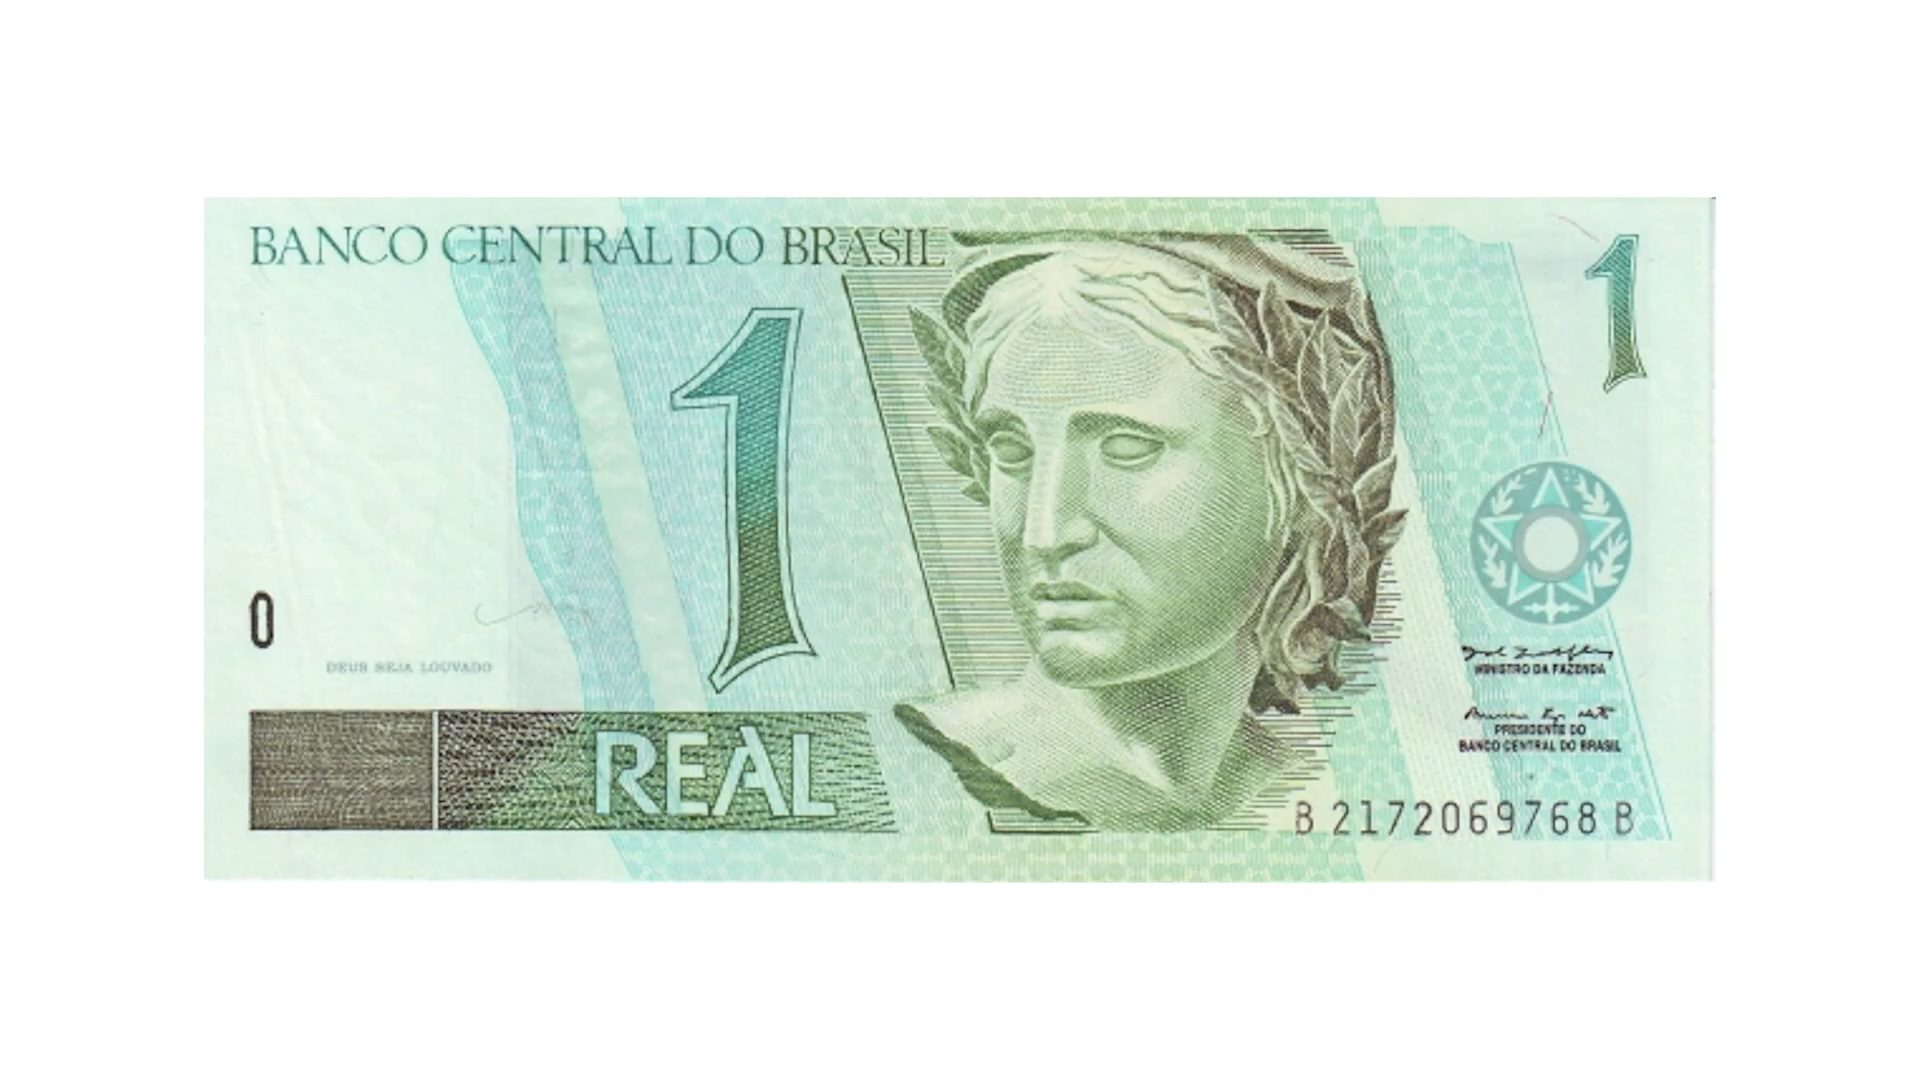 BANCO CENTRAL DO BRASIL
1
1
0
DEUS SEJA LOUVADO
MINISTRO DA FAZENDA
PRESIDENTE DO
BANCO CENTRAL DO BRASIL
REAL
B 2172069768 B